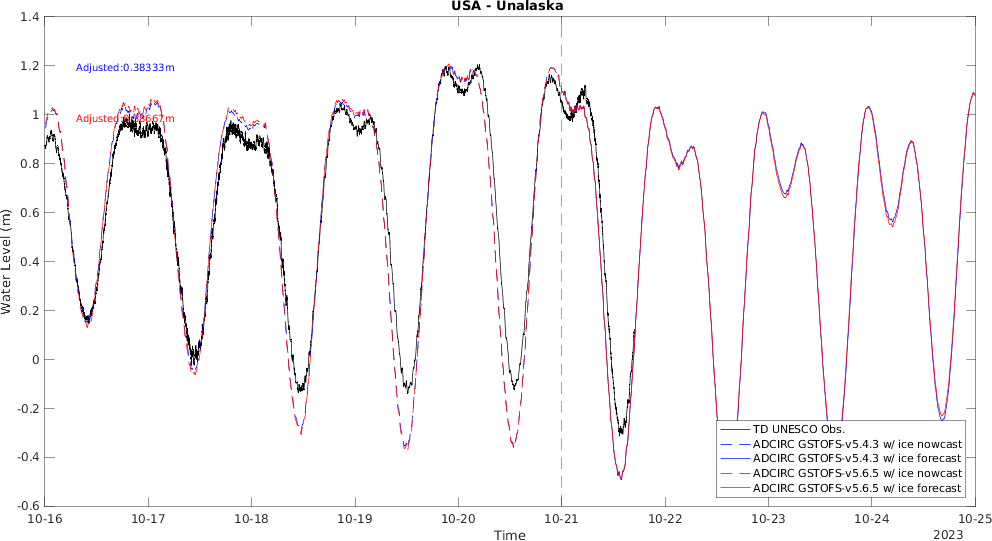 USA - Unalaska
1.4
1.2
1
0.8
0.6
0.4
0.2
0
-0.2
-0.4
-0.6
Water Level (m)
Adjusted:0.38333m
Adjusted:
TD UNESCO Obs.
ADCIRC GSTOFS-v5.4.3 w/ ice nowcast
ADCIRC GSTOFS-v5.4.3 w/ ice forecast
ADCIRC GSTOFS-v5.6.5 w/ ice nowcast
ADCIRC GSTOFS-v5.6.5 w/ ice forecast
10-16 10-17 10-18 10-19 10-20 10-21 10-22 10-23 10-24 10-25
Time
2023